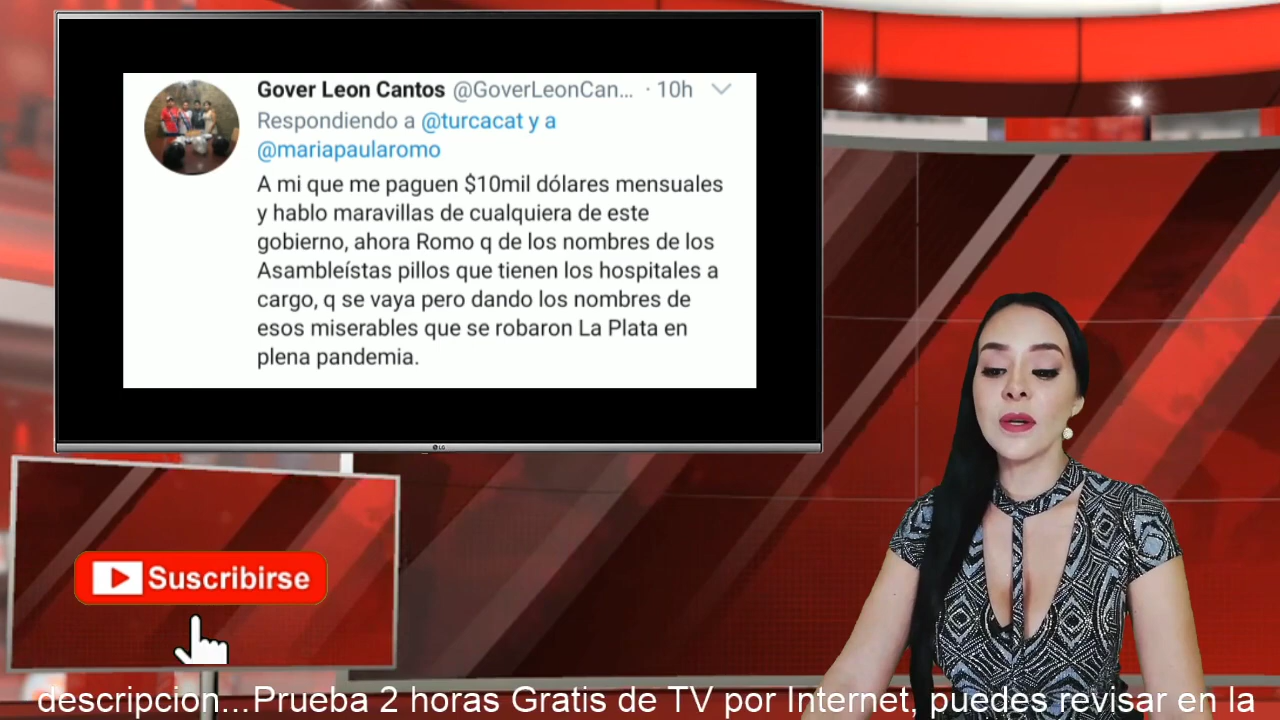 Gover Leon Cantos @GoverLeonCan... · 10h
Respondiendo a @turcacat y a
@mariapaularomo
A mi que me paguen $10mil dólares mensuales
y hablo maravillas de cualquiera de este
gobierno, ahora Romo q de los nombres de los
Asambleístas pillos que tienen los hospitales a
cargo, q se vaya pero dando los nombres de
esos miserables que se robaron La Plata en
plena pandemia.
LG
Suscribirse
descripcion...Prueba 2 horas Gratis de TV por Internet, puedes revisar en la